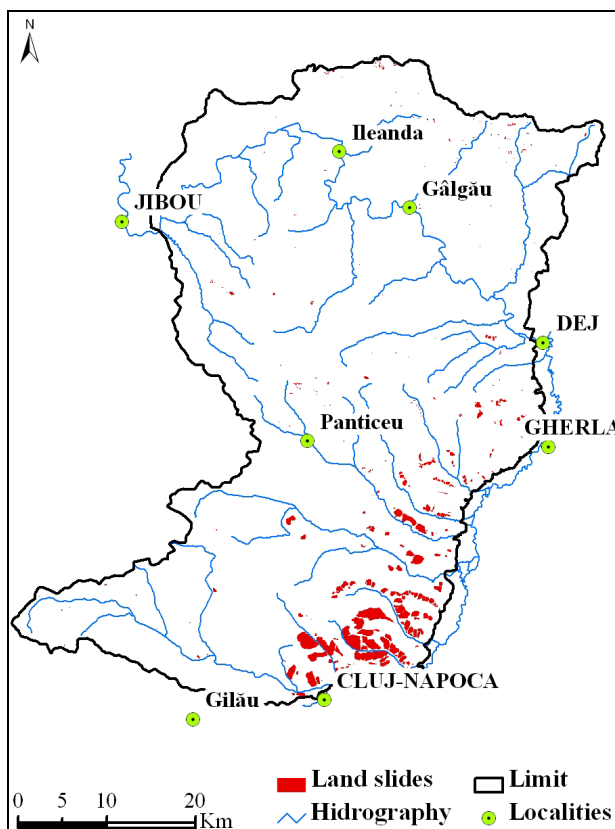 N
Ileanda
Gâlgău
JIBOU
DEJ
Panticeu
GHERLA
CLUJ-NAPOCA
Gilău
Land slides
Limit
Hidrography
Localities
0 5 10 20
Km